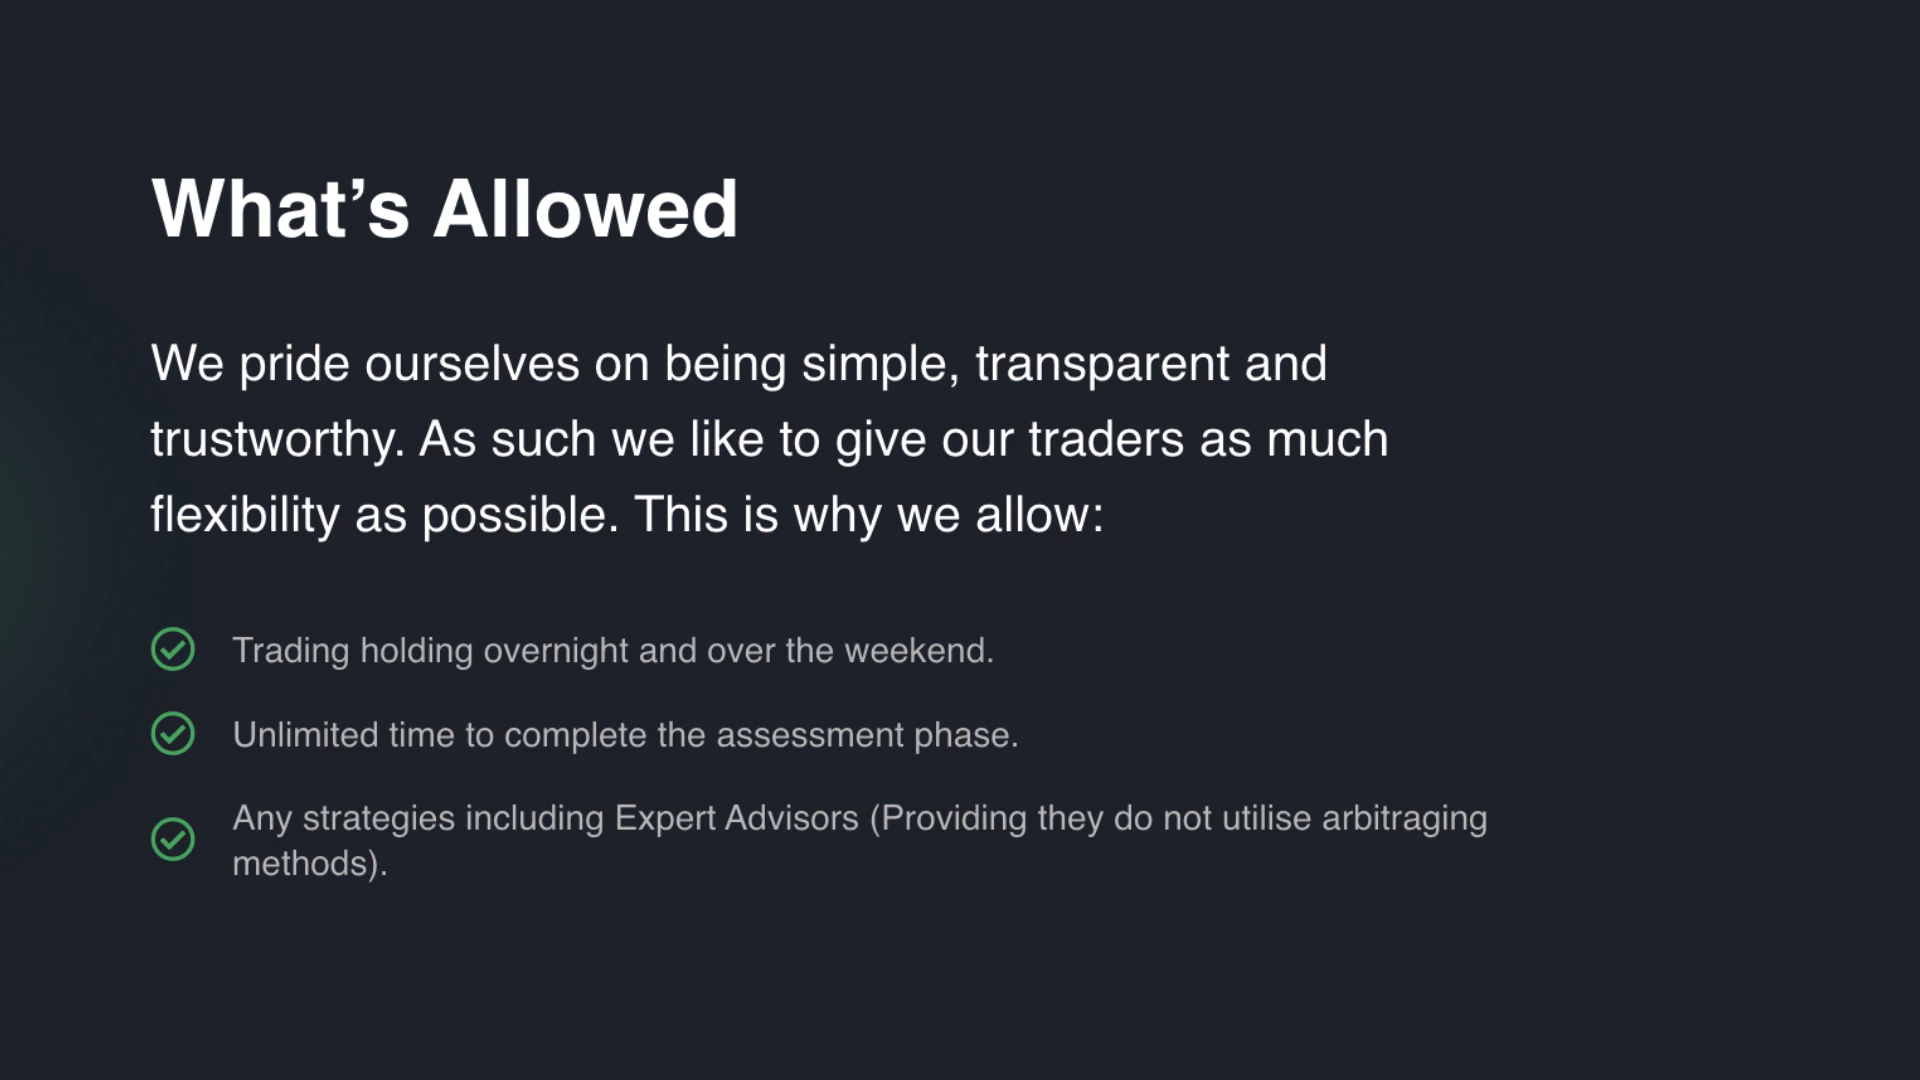 What’s Allowed
We pride ourselves on being simple, transparent and
trustworthy. As such we like to give our traders as much
flexibility as possible. This is why we allow:
Trading holding overnight and over the weekend.
Unlimited time to complete the assessment phase.
Any strategies including Expert Advisors (Providing they do not utilise arbitraging
methods).